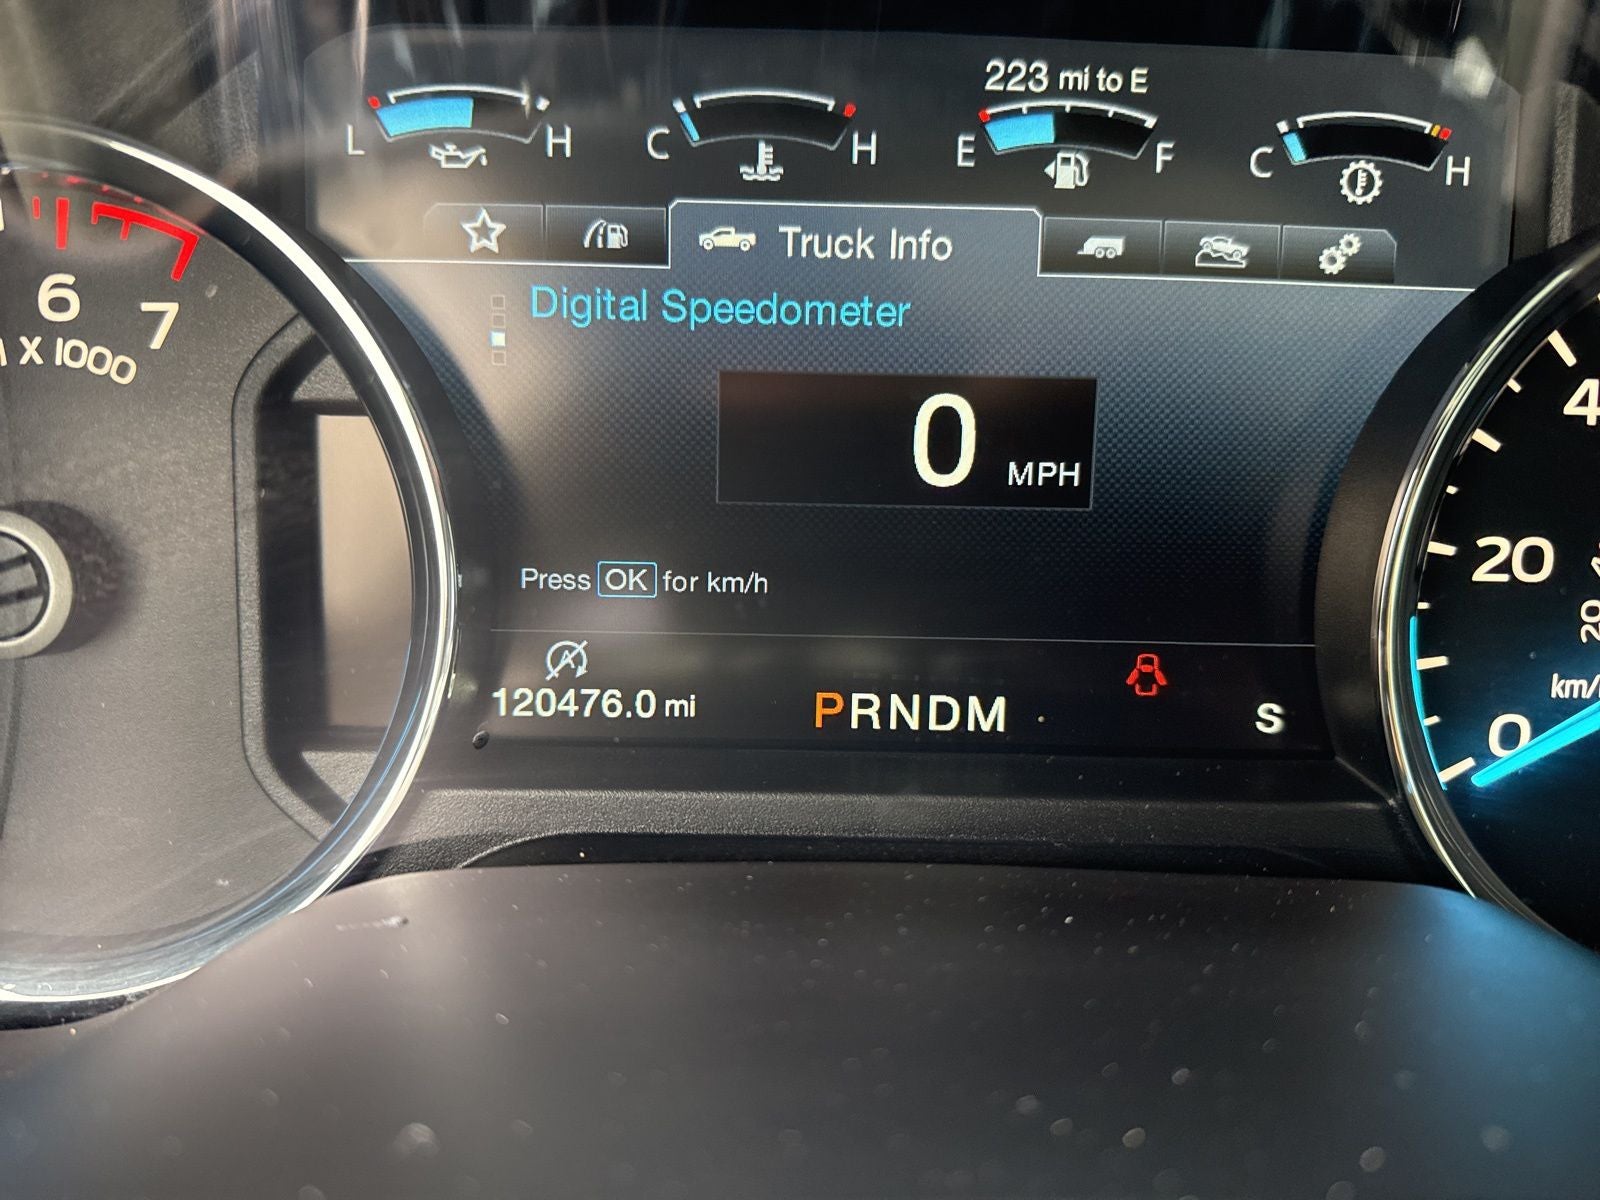 223 mi to E
L H C H E F C H
Truck Info
Digital Speedometer
6
7
X 1000
0 MPH
4
20
20
Press OK for km/h
km/
120476.0 mi
PRNDM
S
0